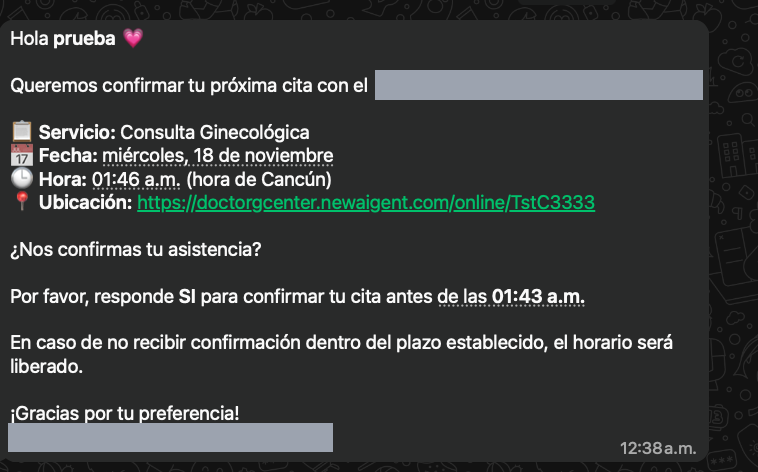 Hola prueba 💗
Queremos confirmar tu próxima cita con el
📋 Servicio: Consulta Ginecológica
📅 Fecha: miércoles, 18 de noviembre
🕒 Hora: 01:46 a.m. (hora de Cancún)
📍 Ubicación: https://doctorgcenter.newaigent.com/online/TstC3333
¿Nos confirmas tu asistencia?
Por favor, responde SI para confirmar tu cita antes de las 01:43 a.m.
En caso de no recibir confirmación dentro del plazo establecido, el horario será
liberado.
¡Gracias por tu preferencia!
12:38 a.m.